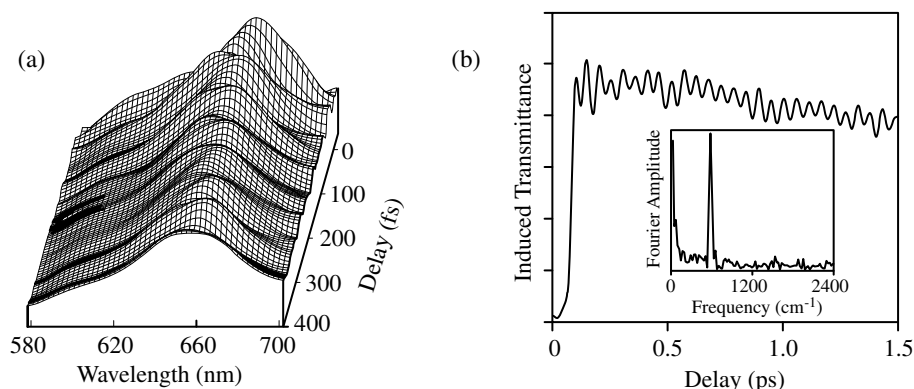 (a)
0
100
200
300
400
Delay (fs)
580
620
660
700
Wavelength (nm)
(b)
Induced Transmittance
0
0.5
1.0
1.5
Delay (ps)
Fourier Amplitude
0
1200
2400
Frequency (cm-1)